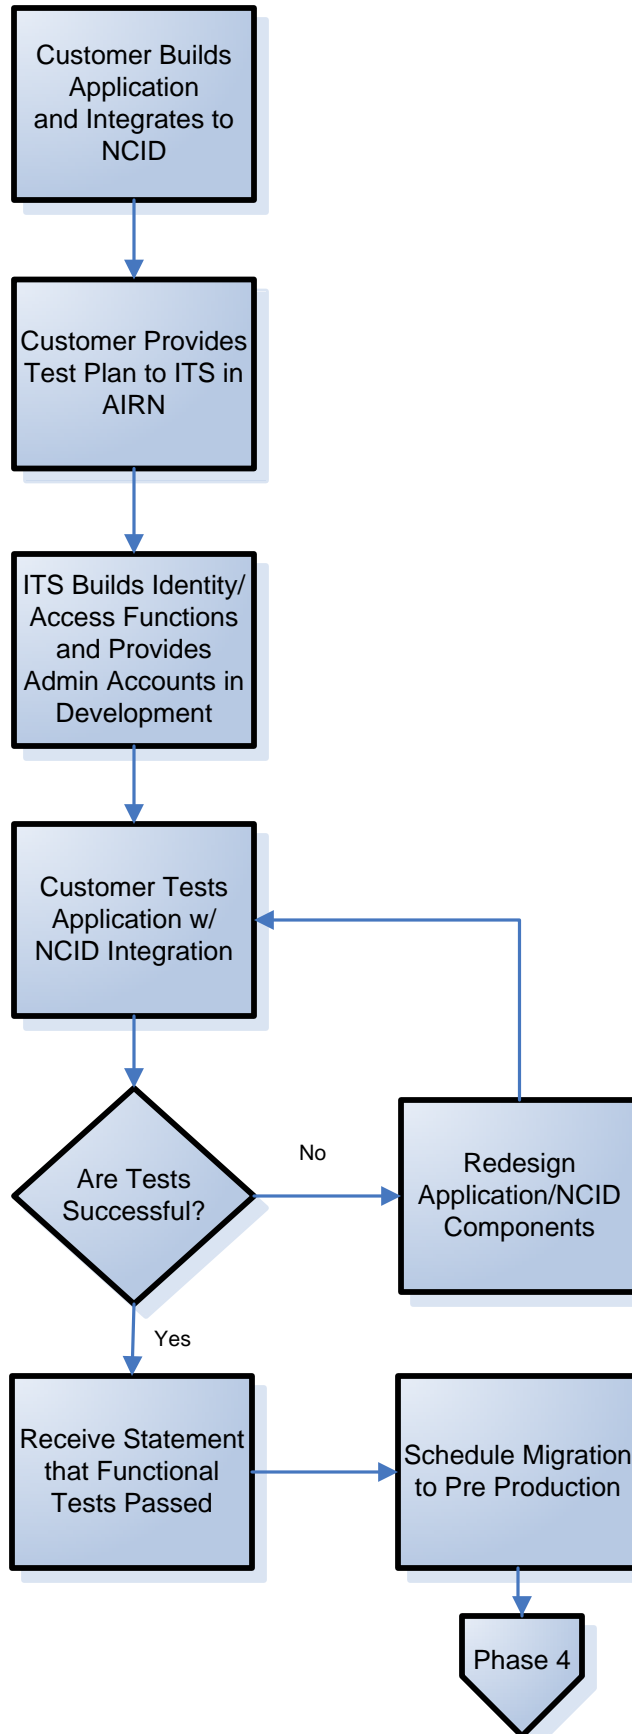 Customer Builds
Application
and Integrates to
NCID
Customer Provides
Test Plan to ITS in
AIRN
ITS Builds Identity/
Access Functions
and Provides
Admin Accounts in
Development
Customer Tests
Application w/
NCID Integration
Are Tests
Successful?
No
Redesign
Application/NCID
Components
Yes
Receive Statement
that Functional
Tests Passed
Schedule Migration
to Pre Production
Phase 4